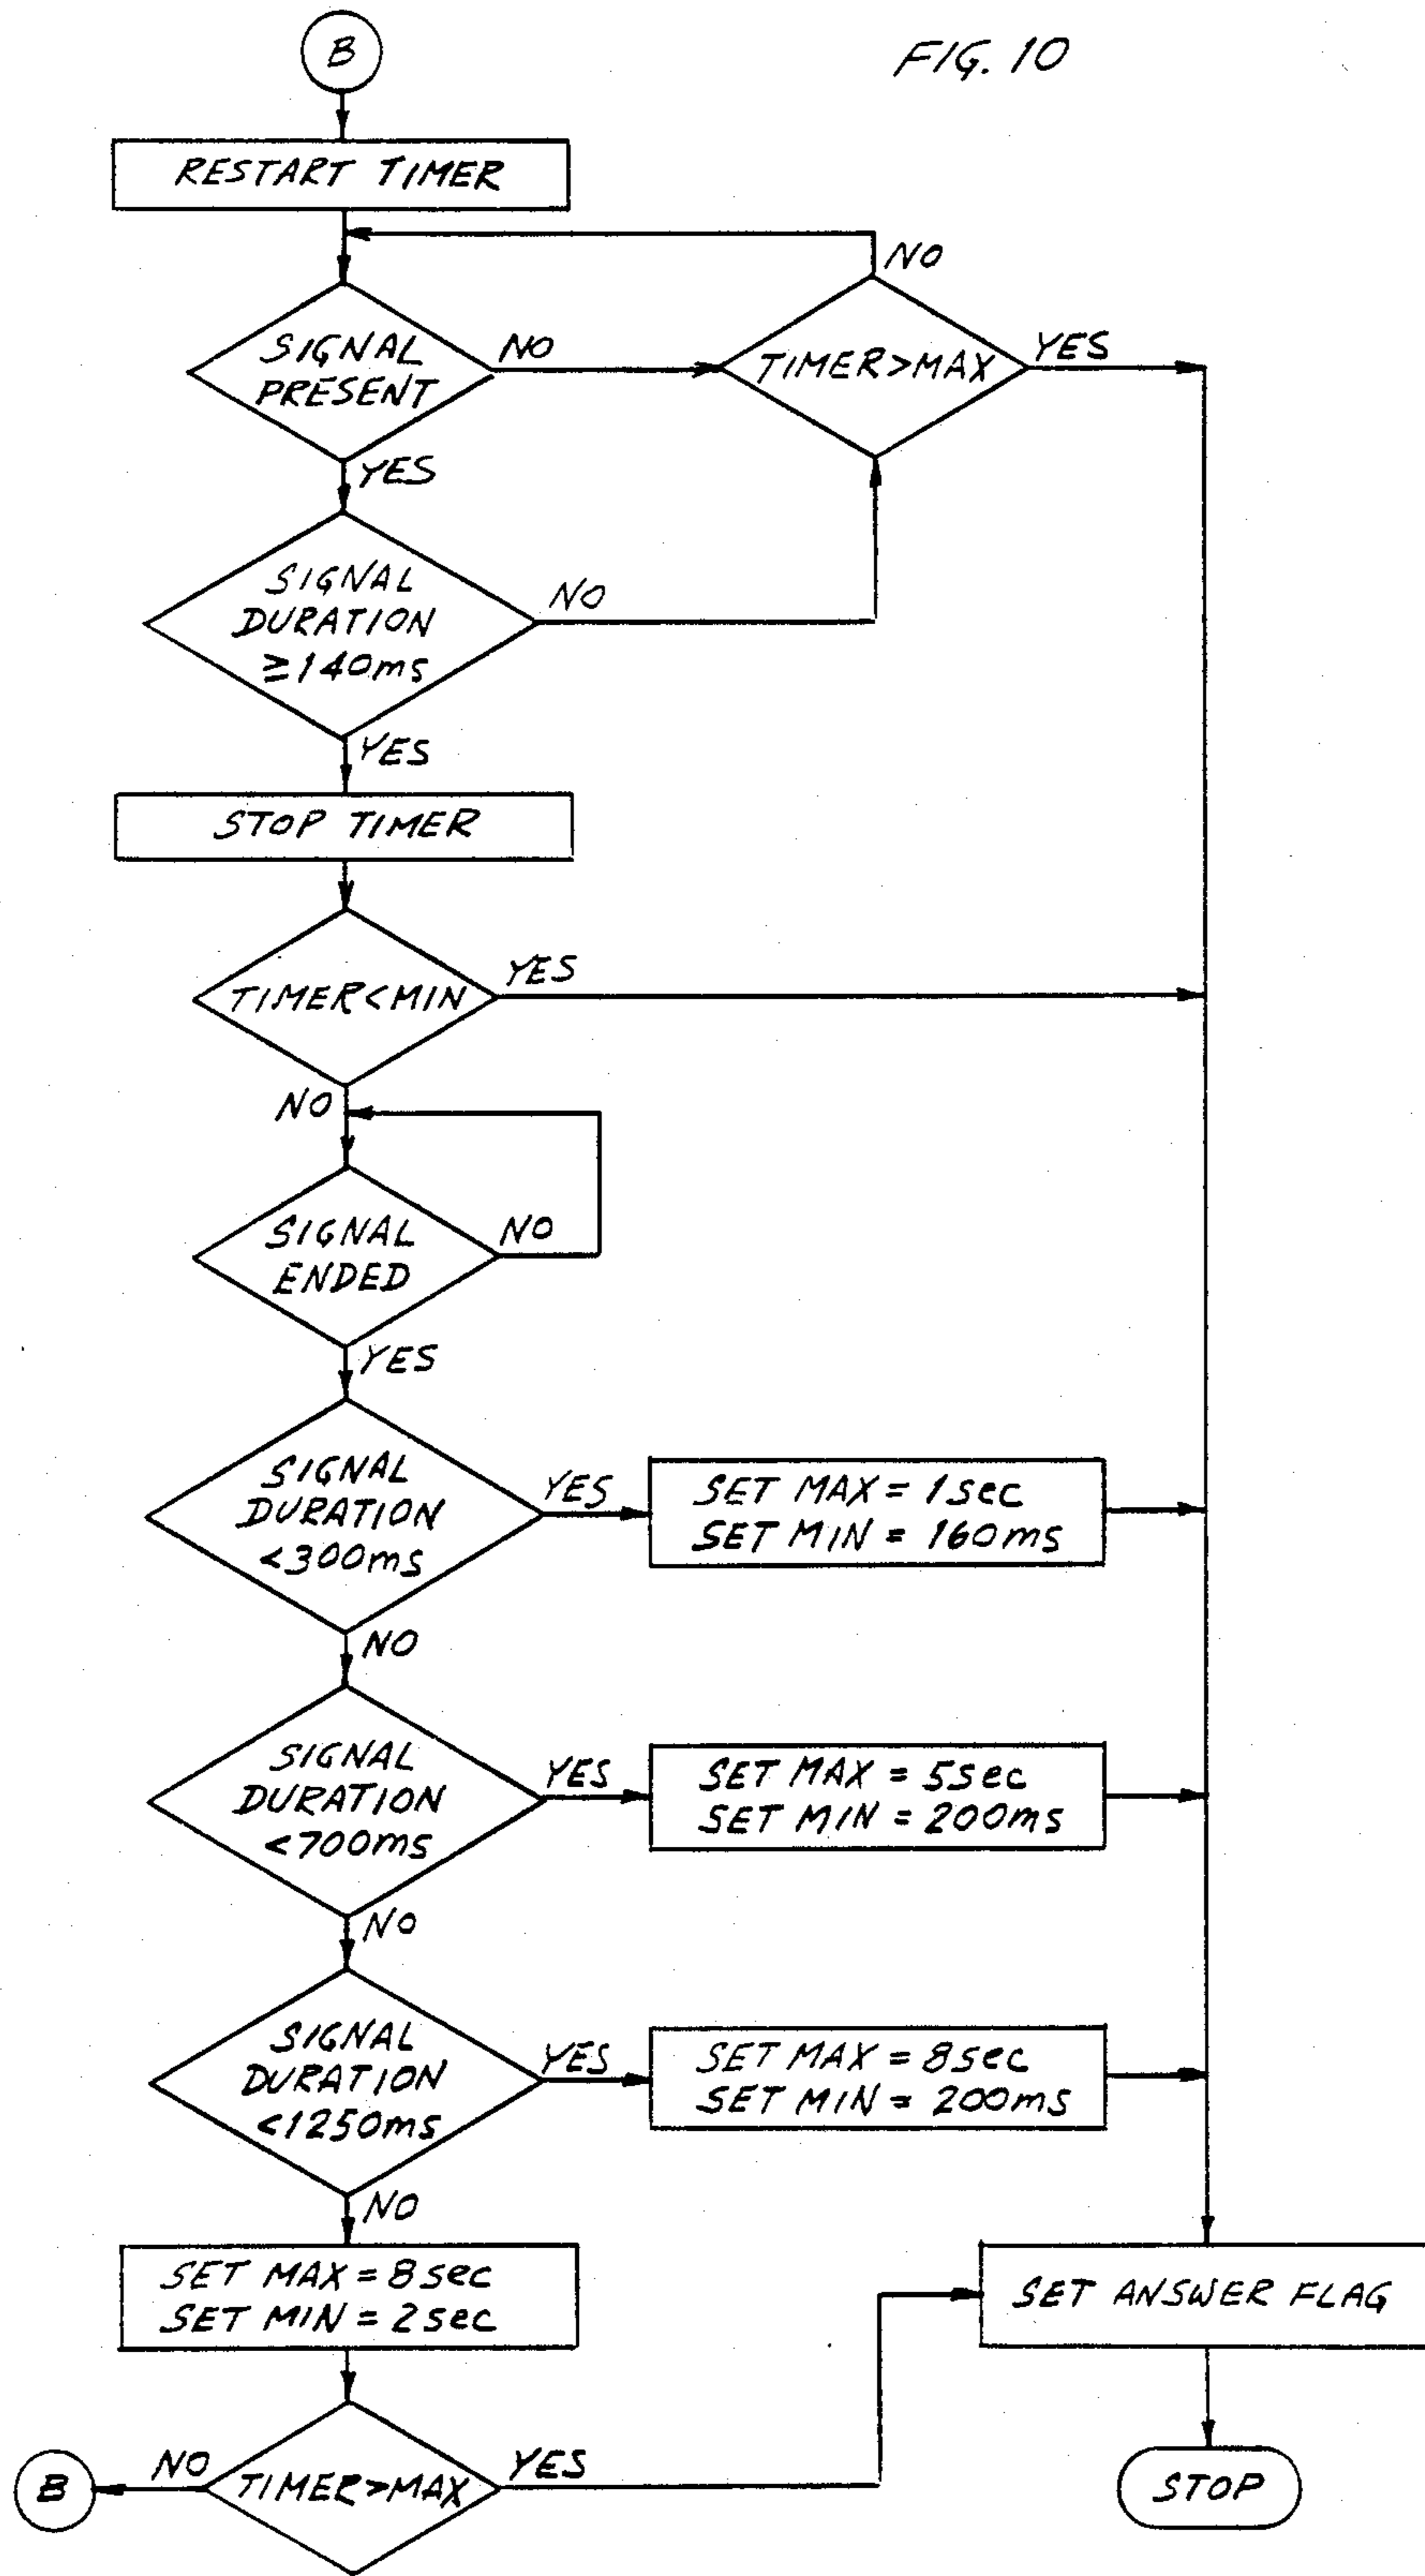 FIG. 10
B
RESTART TIMER
NO
SIGNAL
PRESENT
NO
TIMER>MAX
YES
YES
SIGNAL
DURATION
≥140ms
NO
YES
STOP TIMER
TIMER<MIN
YES
NO
SIGNAL
ENDED
NO
YES
SIGNAL
DURATION
<300ms
YES
SET MAX = 1sec
SET MIN = 160ms
NO
SIGNAL
DURATION
<700ms
YES
SET MAX = 5sec
SET MIN = 200ms
NO
SIGNAL
DURATION
<1250ms
YES
SET MAX = 8sec
SET MIN = 200ms
NO
SET MAX = 8sec
SET MIN = 2sec
SET ANSWER FLAG
B
NO
TIMER>MAX
YES
STOP